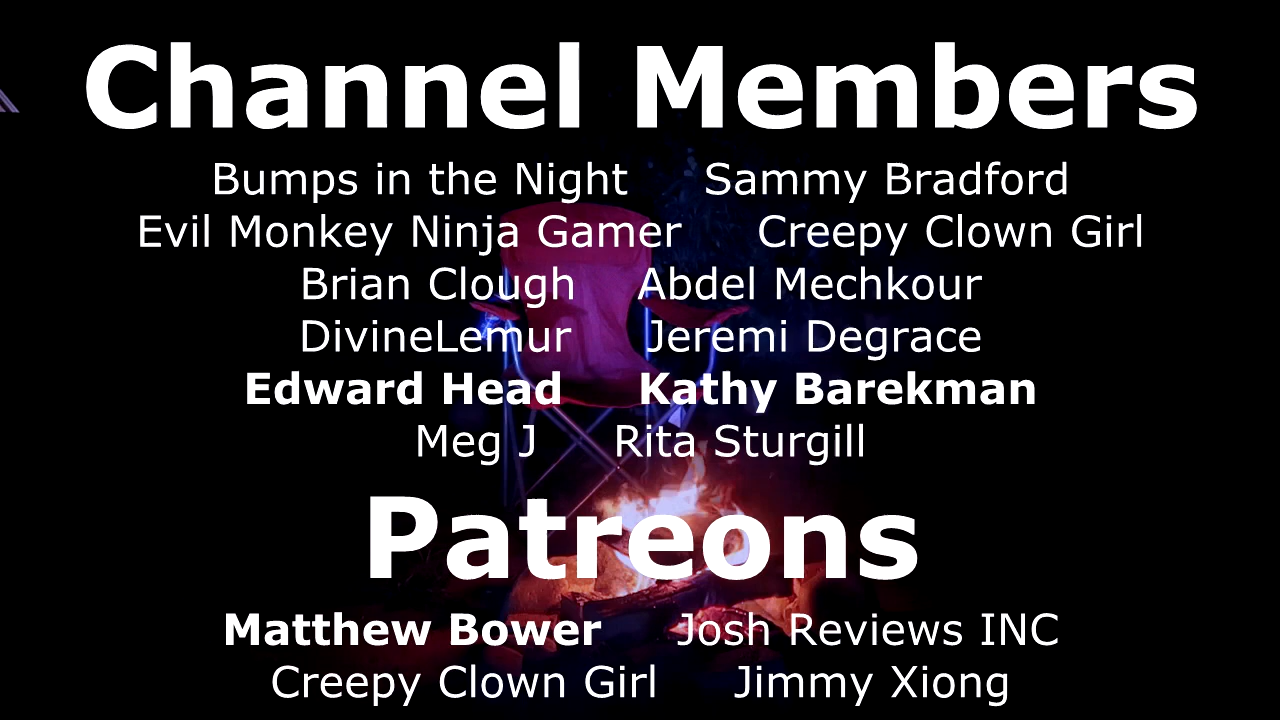 Channel Members
Bumps in the Night Sammy Bradford
Evil Monkey Ninja Gamer Creepy Clown Girl
Brian Clough Abdel Mechkour
DivineLemur Jeremi Degrace
Edward Head Kathy Barekman
Meg J Rita Sturgill
Patreons
Matthew Bower Josh Reviews INC
Creepy Clown Girl Jimmy Xiong